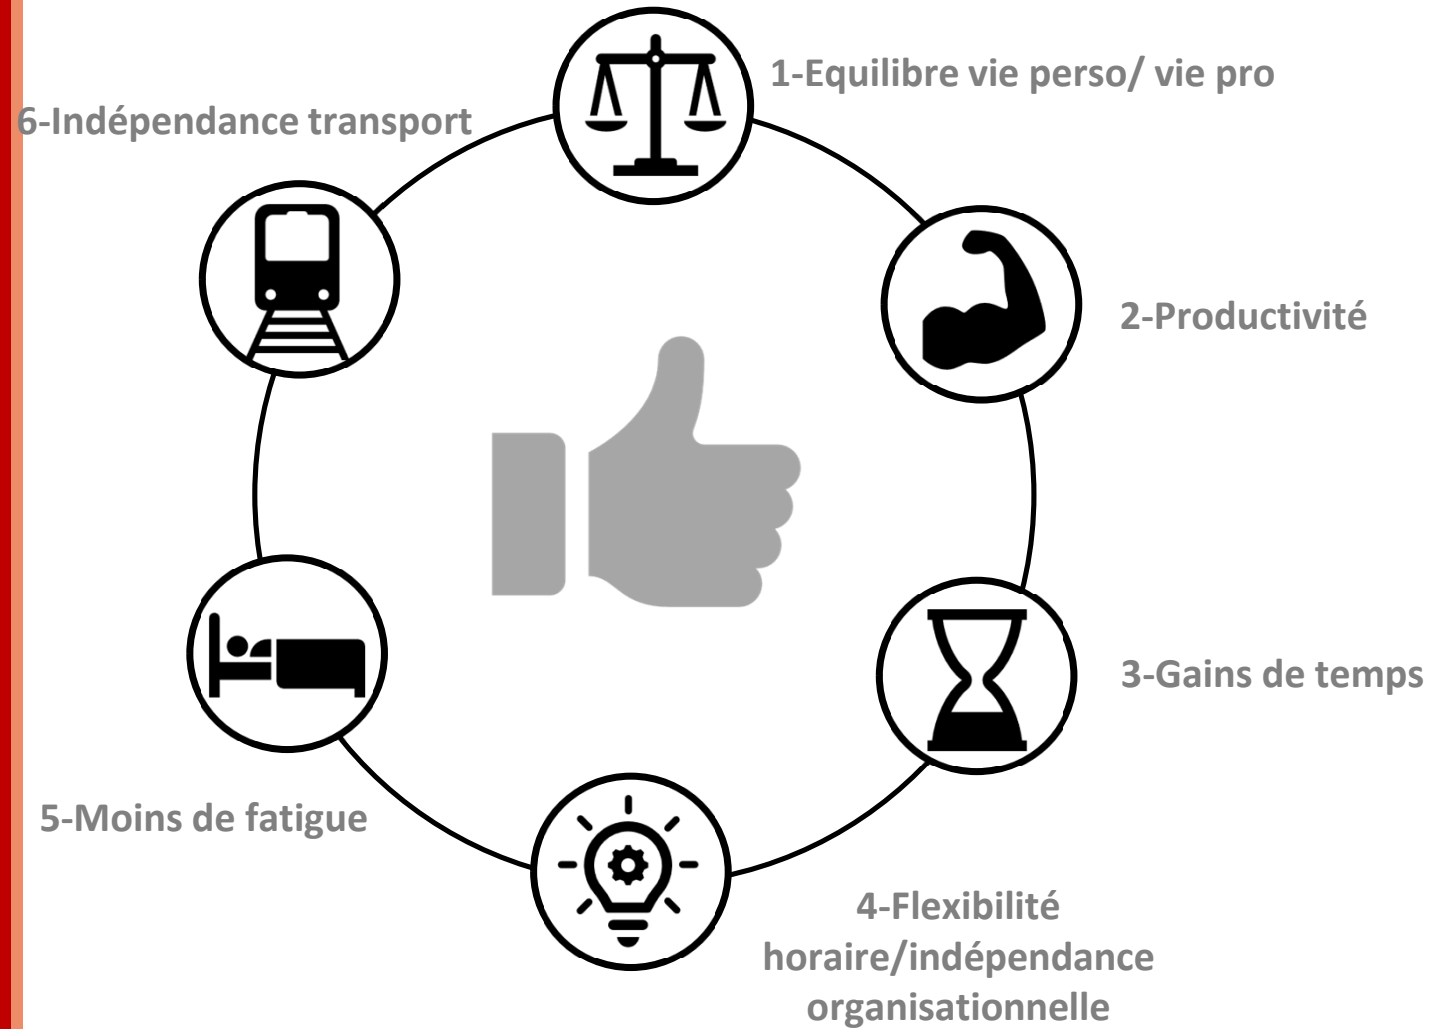 1-Equilibre vie perso/ vie pro
6-Indépendance transport
2-Productivité
3-Gains de temps
5-Moins de fatigue
4-Flexibilité
horaire/indépendance
organisationnelle